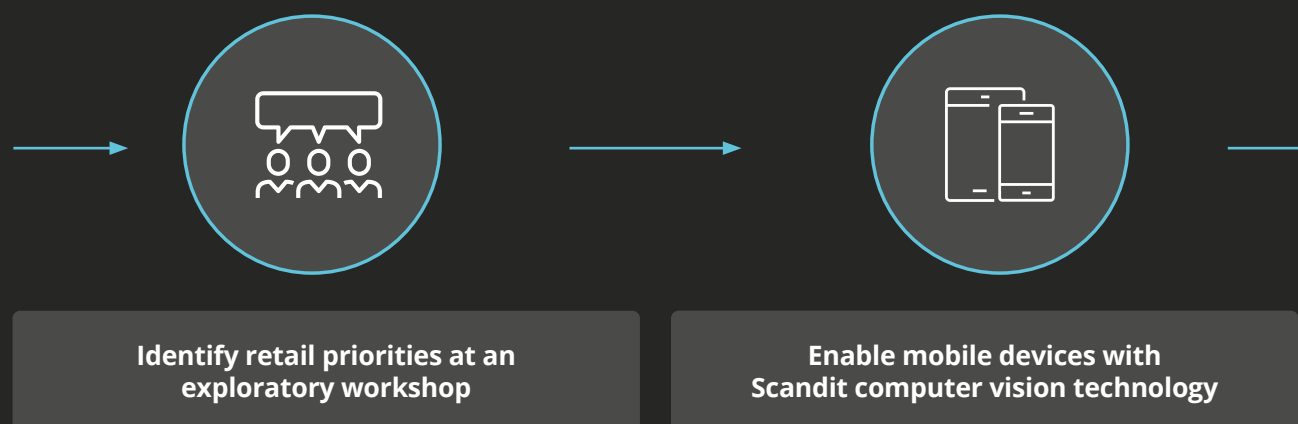 Identify retail priorities at an
exploratory workshop
Enable mobile devices with
Scandit computer vision technology